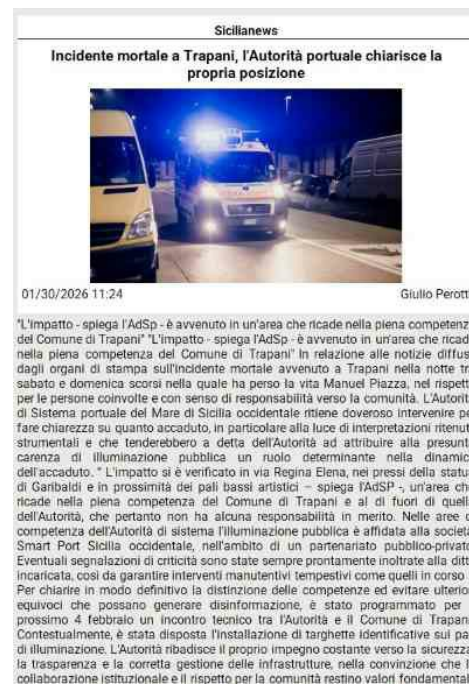 Sicilianews
Incidente mortale a Trapani, l'Autorità portuale chiarisce la
propria posizione
01/30/2026 11:24 Giulio Perott
"L'impatto - spiega l'AdSp - è avvenuto in un'area che ricade nella piena competenz
del Comune di Trapani" "L'impatto - spiega l'AdSp - è avvenuto in un'area che ricad
nella piena competenza del Comune di Trapani" In relazione alle notizie diffus
dagli organi di stampa sull'incidente mortale avvenuto a Trapani nella notte tr
sabato e domenica scorsi nella quale ha perso la vita Manuel Piazza, nel rispett
per le persone coinvolte e con senso di responsabilità verso la comunità. L'Autorit
di Sistema portuale del Mare di Sicilia occidentale ritiene doveroso intervenire pe
fare chiarezza su quanto accaduto, in particolare alla luce di interpretazioni ritenut
strumentali e che tenderebbero a detta dell'Autorità ad attribuire alla presunt
carenza di illuminazione pubblica un ruolo determinante nella dinamic
dell'accaduto. " L'impatto si è verificato in via Regina Elena, nei pressi della statu
di Garibaldi e in prossimità dei pali bassi artistici – spiega l'AdSP -, un'area ch
ricade nella piena competenza del Comune di Trapani e al di fuori di quell
dell'Autorità, che pertanto non ha alcuna responsabilità in merito. Nelle aree d
competenza dell'Autorità di sistema l'illuminazione pubblica è affidata alla societ
Smart Port Sicilia occidentale, nell'ambito di un partenariato pubblico-privat
Eventuali segnalazioni di criticità sono state sempre prontamente inoltrate alla ditt
incaricata, così da garantire interventi manutentivi tempestivi come quelli in corso
Per chiarire in modo definitivo la distinzione delle competenze ed evitare ulterio
equivoci che possano generare disinformazione, è stato programmato per
prossimo 4 febbraio un incontro tecnico tra l'Autorità e il Comune di Trapan
Contestualmente, è stata disposta l'installazione di targhette identificative sui pa
di illuminazione. L'Autorità ribadisce il proprio impegno costante verso la sicurezza
la trasparenza e la corretta gestione delle infrastrutture, nella convinzione che l
collaborazione istituzionale e il rispetto per la comunità restino valori fondamental